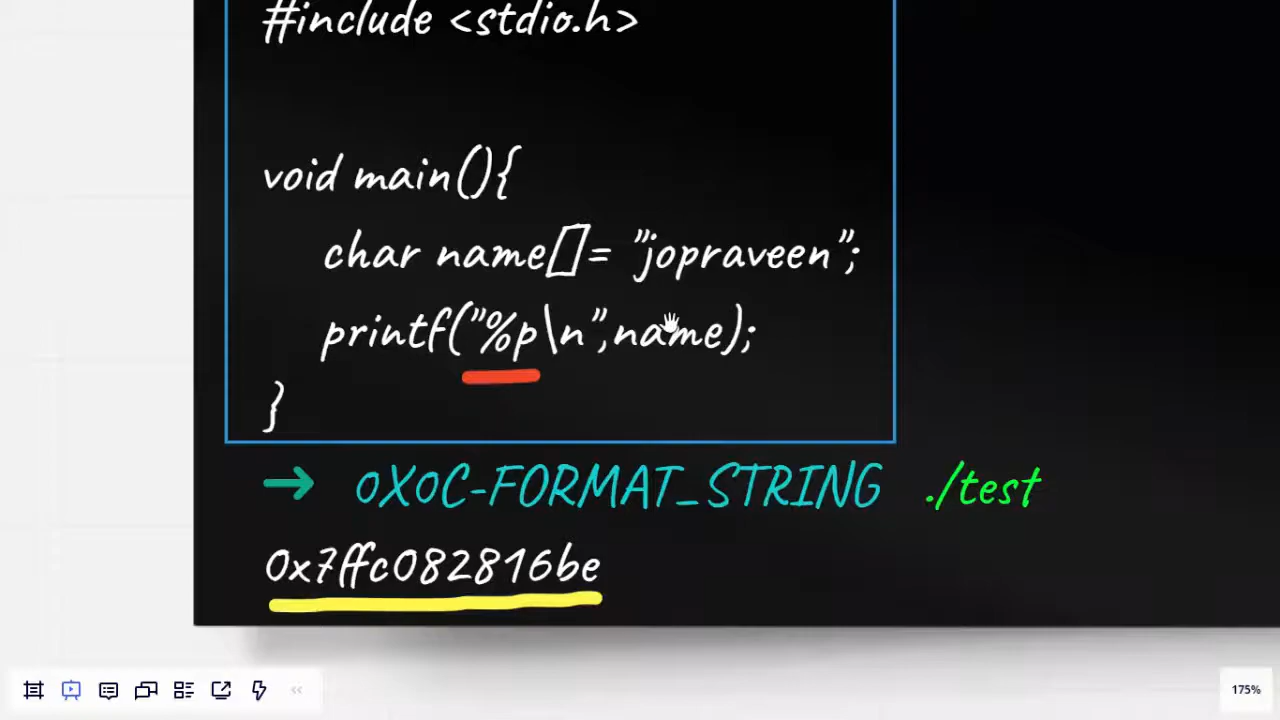 #include <stdio.h>
void main(){
char name[]= "jopraveen";
printf("%p\n",name);
}
→ 0X0C-FORMAT_STRING ./test
0x7ffc082816be
175%